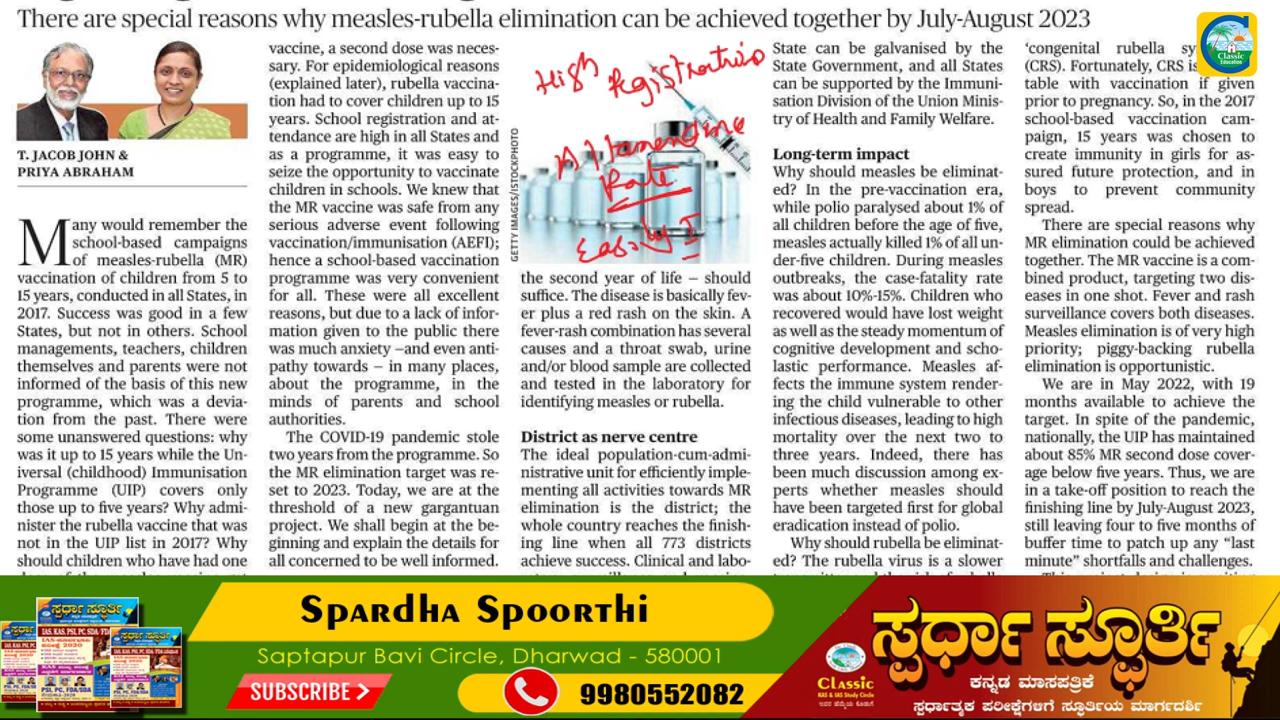 There are special reasons why measles-rubella elimination can be achieved together by July-August 2023
T. JACOB JOHN &
PRIYA ABRAHAM
Many would remember the
school-based campaigns
of measles-rubella (MR)
vaccination of children from 5 to
15 years, conducted in all States, in
2017. Success was good in a few
States, but not in others. School
managements, teachers, children
themselves and parents were not
informed of the basis of this new
programme, which was a devia-
tion from the past. There were
some unanswered questions: why
was it up to 15 years while the Un-
iversal (childhood) Immunisation
Programme (UIP) covers only
those up to five years? Why admi-
nister the rubella vaccine that was
not in the UIP list in 2017? Why
should children who have had one
vaccine, a second dose was neces-
sary. For epidemiological reasons
(explained later), rubella vaccina-
tion had to cover children up to 15
years. School registration and at-
tendance are high in all States and
as a programme, it was easy to
seize the opportunity to vaccinate
children in schools. We knew that
the MR vaccine was safe from any
serious adverse event following
vaccination/immunisation (AEFI);
hence a school-based vaccination
programme was very convenient
for all. These were all excellent
reasons, but due to a lack of infor-
mation given to the public there
was much anxiety —and even anti-
pathy towards — in many places,
about the programme, in the
minds of parents and school
authorities.
The COVID-19 pandemic stole
two years from the programme. So
the MR elimination target was re-
set to 2023. Today, we are at the
threshold of a new gargantuan
project. We shall begin at the be-
ginning and explain the details for
all concerned to be well informed.
GETTY IMAGES/ISTOCKPHOTO
High Registration
Rate
the second year of life — should
suffice. The disease is basically fev-
er plus a red rash on the skin. A
fever-rash combination has several
causes and a throat swab, urine
and/or blood sample are collected
and tested in the laboratory for
identifying measles or rubella.
District as nerve centre
The ideal population-cum-admi-
nistrative unit for efficiently imple-
menting all activities towards MR
elimination is the district; the
whole country reaches the finish-
ing line when all 773 districts
achieve success. Clinical and labo-
State can be galvanised by the
State Government, and all States
can be supported by the Immuni-
sation Division of the Union Minis-
try of Health and Family Welfare.
Long-term impact
Why should measles be eliminat-
ed? In the pre-vaccination era,
while polio paralysed about 1% of
all children before the age of five,
measles actually killed 1% of all un-
der-five children. During measles
outbreaks, the case-fatality rate
was about 10%-15%. Children who
recovered would have lost weight
as well as the steady momentum of
cognitive development and scho-
lastic performance. Measles af-
fects the immune system render-
ing the child vulnerable to other
infectious diseases, leading to high
mortality over the next two to
three years. Indeed, there has
been much discussion among ex-
perts whether measles should
have been targeted first for global
eradication instead of polio.
Why should rubella be eliminat-
ed? The rubella virus is a slower
'congenital rubella sy
(CRS). Fortunately, CRS is
table with vaccination if given
prior to pregnancy. So, in the 2017
school-based vaccination cam-
paign, 15 years was chosen to
create immunity in girls for as-
sured future protection, and in
boys to prevent community
spread.
There are special reasons why
MR elimination could be achieved
together. The MR vaccine is a com-
bined product, targeting two dis-
eases in one shot. Fever and rash
surveillance covers both diseases.
Measles elimination is of very high
priority; piggy-backing rubella
elimination is opportunistic.
We are in May 2022, with 19
months available to achieve the
target. In spite of the pandemic,
nationally, the UIP has maintained
about 85% MR second dose cover-
age below five years. Thus, we are
in a take-off position to reach the
finishing line by July-August 2023,
still leaving four to five months of
buffer time to patch up any "last
minute" shortfalls and challenges.
Classic
Education
Spardha Spoorthi
Saptapur Bavi Circle, Dharwad - 580001
SUBSCRIBE
9980552082
ಸ್ಪರ್ಧಾ ಸ್ಫೂರ್ತಿ
Classic
KAS & IAS Study Circle
ಕನ್ನಡ ಮಾಸಪತ್ರಿಕೆ
ಸ್ಪರ್ಧಾತ್ಮಕ ಪರೀಕ್ಷೆಗಳಿಗೆ ಸ್ಫೂರ್ತಿಯ ಮಾರ್ಗದರ್ಶಿ